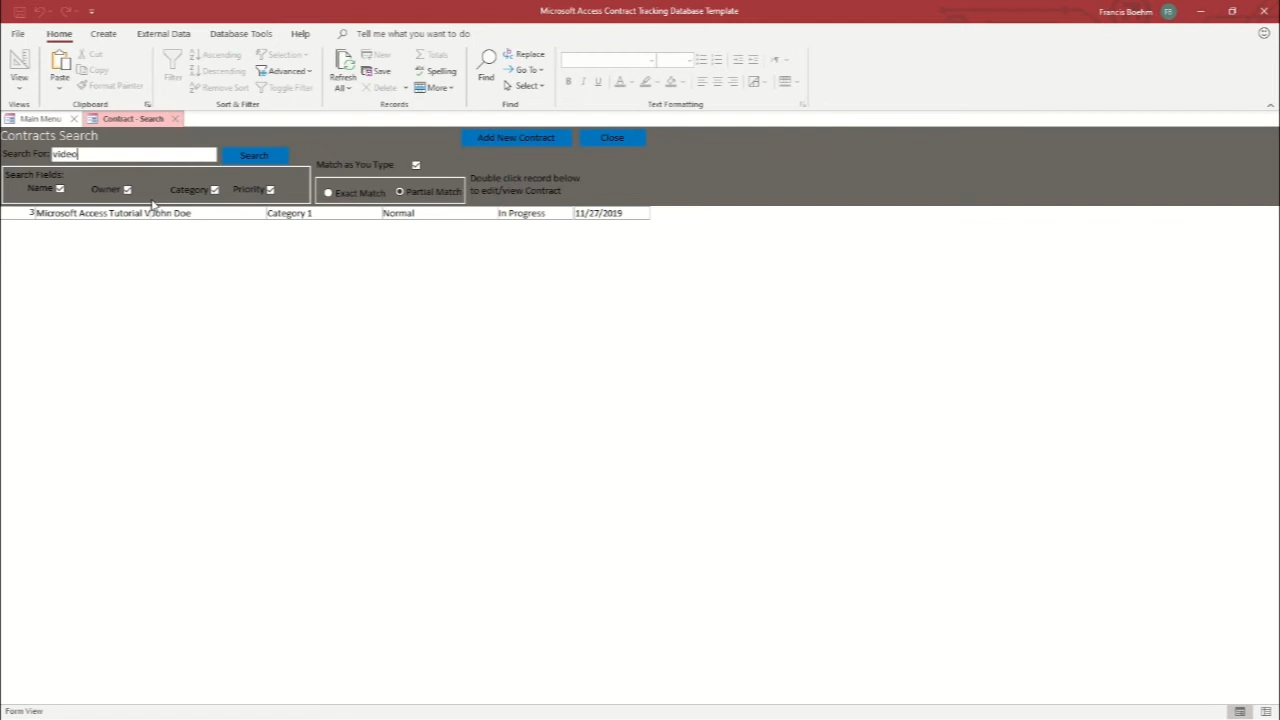 Microsoft Access Contract Tracking Database Template
Francis Boehm FB
File Home Create External Data Database Tools Help Tell me what you want to do
View
Views
Paste
Cut
Copy
Format Painter
Clipboard
Filter
Ascending
Descending
Remove Sort
Selection
Advanced
Toggle Filter
Sort & Filter
Refresh
All
New
Save
Delete
Totals
Spelling
More
Records
Find
Replace
Go To
Select
Find
B I U A
Text Formatting
Main Menu Contract - Search
Contracts Search
Add New Contract Close
Search For: video Search
Match as You Type
Search Fields:
Name Owner Category Priority
Exact Match Partial Match
Double click record below
to edit/view Contract
3 Microsoft Access Tutorial V John Doe Category 1 Normal In Progress 11/27/2019
Form View